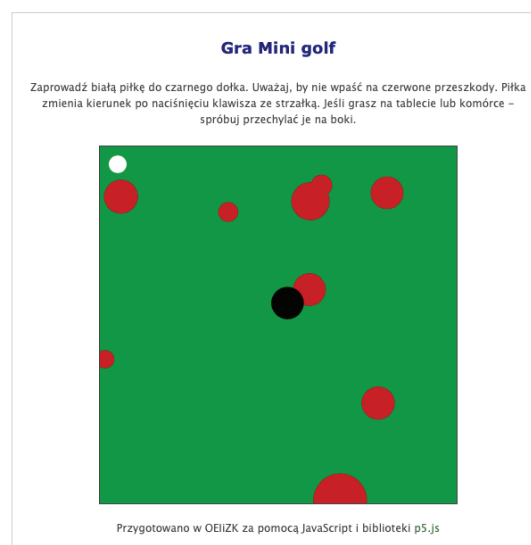 Gra Mini golf
Zaprowadź białą piłkę do czarnego dołka. Uważaj, by nie wpaść na czerwone przeszkody. Piłka
zmienia kierunek po naciśnięciu klawisza ze strzałką. Jeśli grasz na tablecie lub komórce –
spróbuj przechylać je na boki.
Przygotowano w OEIiZK za pomocą JavaScript i biblioteki p5.js